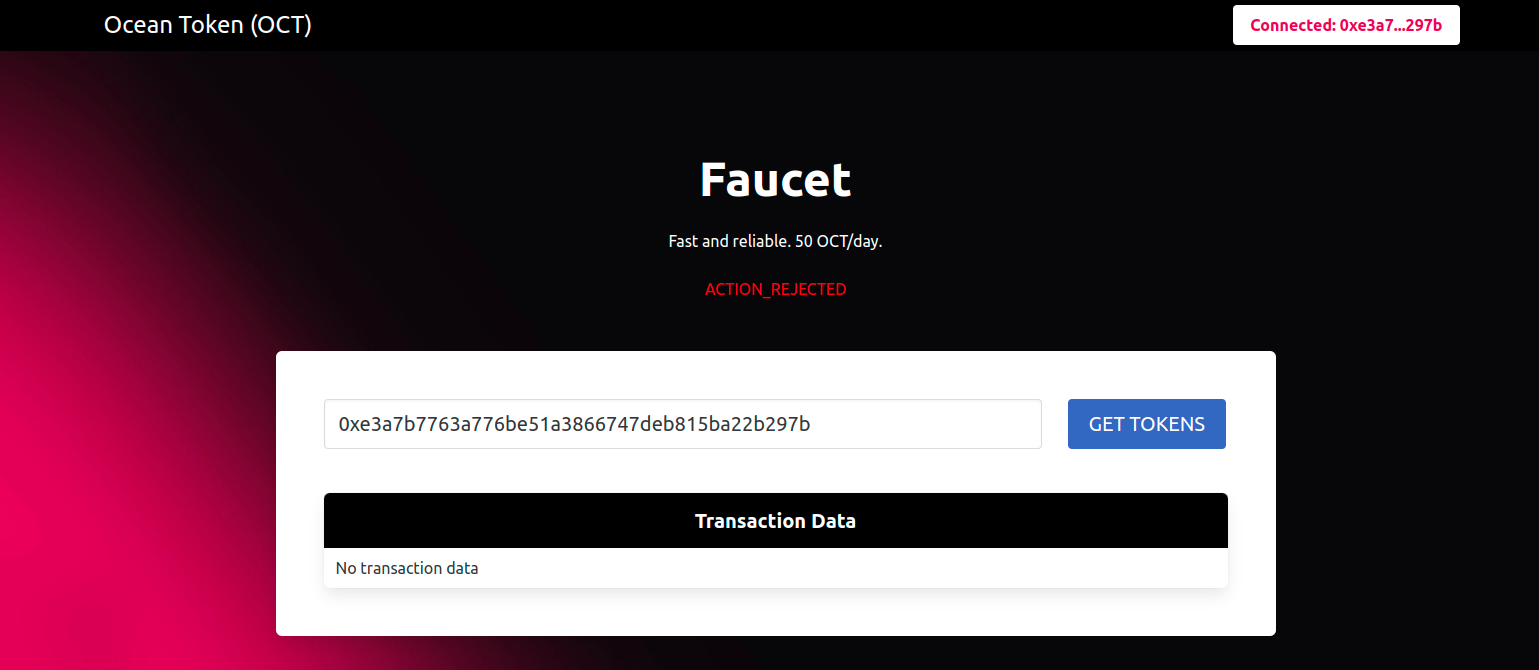 Ocean Token (OCT)
Connected: 0xe3a7...297b
Faucet
Fast and reliable. 50 OCT/day.
ACTION_REJECTED
0xe3a7b7763a776be51a3866747deb815ba22b297b
GET TOKENS
Transaction Data
No transaction data